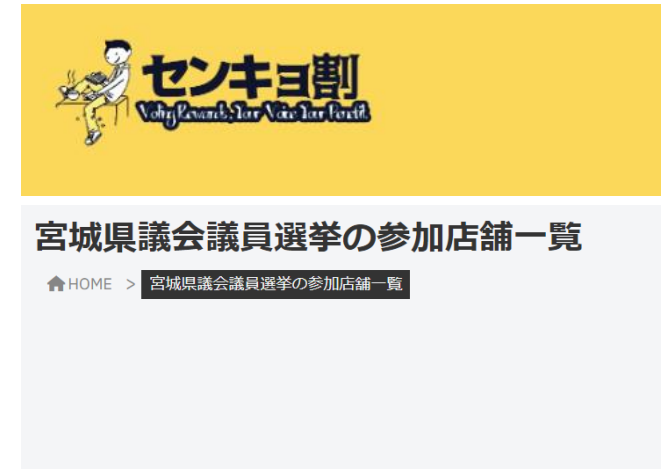 センキョ割
Voting Rewards, Your Voice Your Benefit
宮城県議会議員選挙の参加店舗一覧
HOME > 宮城県議会議員選挙の参加店舗一覧